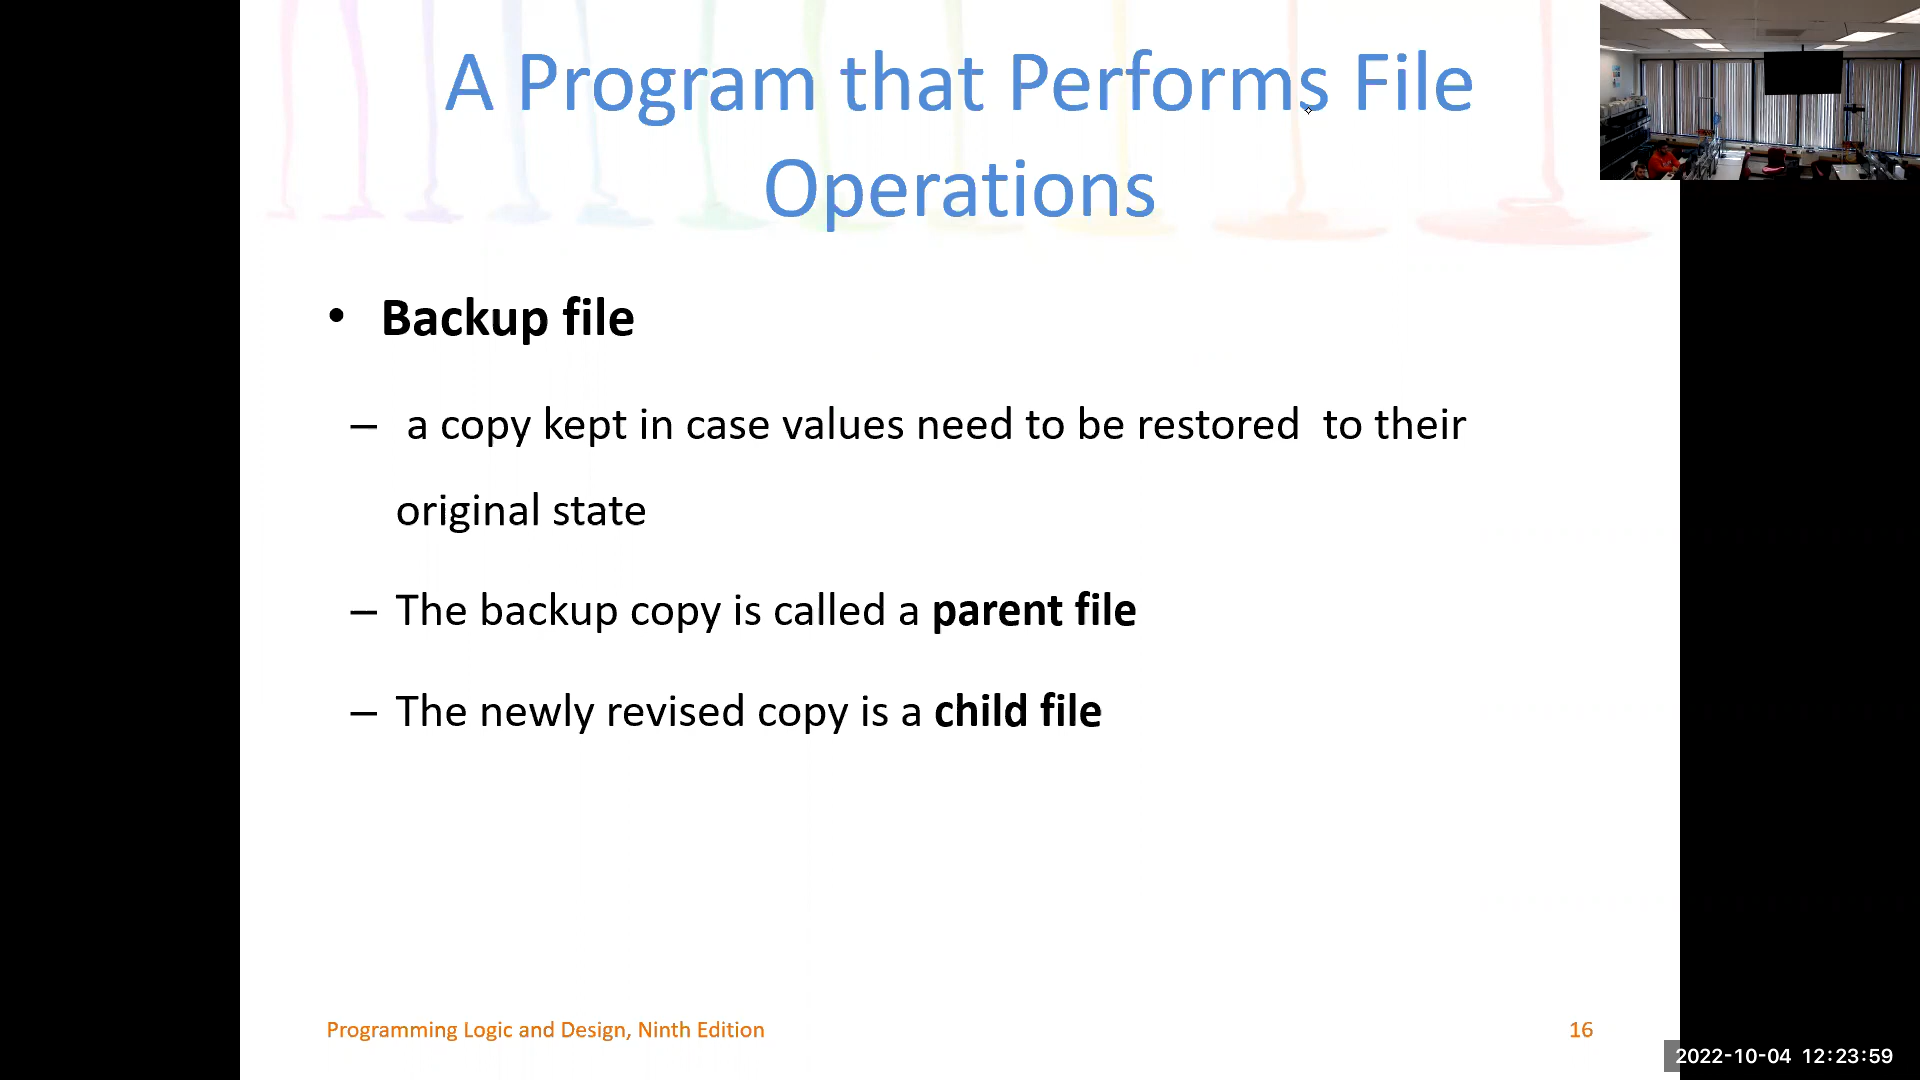 A Program that Performs File
Operations
• Backup file
– a copy kept in case values need to be restored  to their
original state
– The backup copy is called a parent file
– The newly revised copy is a child file
Programming Logic and Design, Ninth Edition
16
2022-10-04 12:23:59